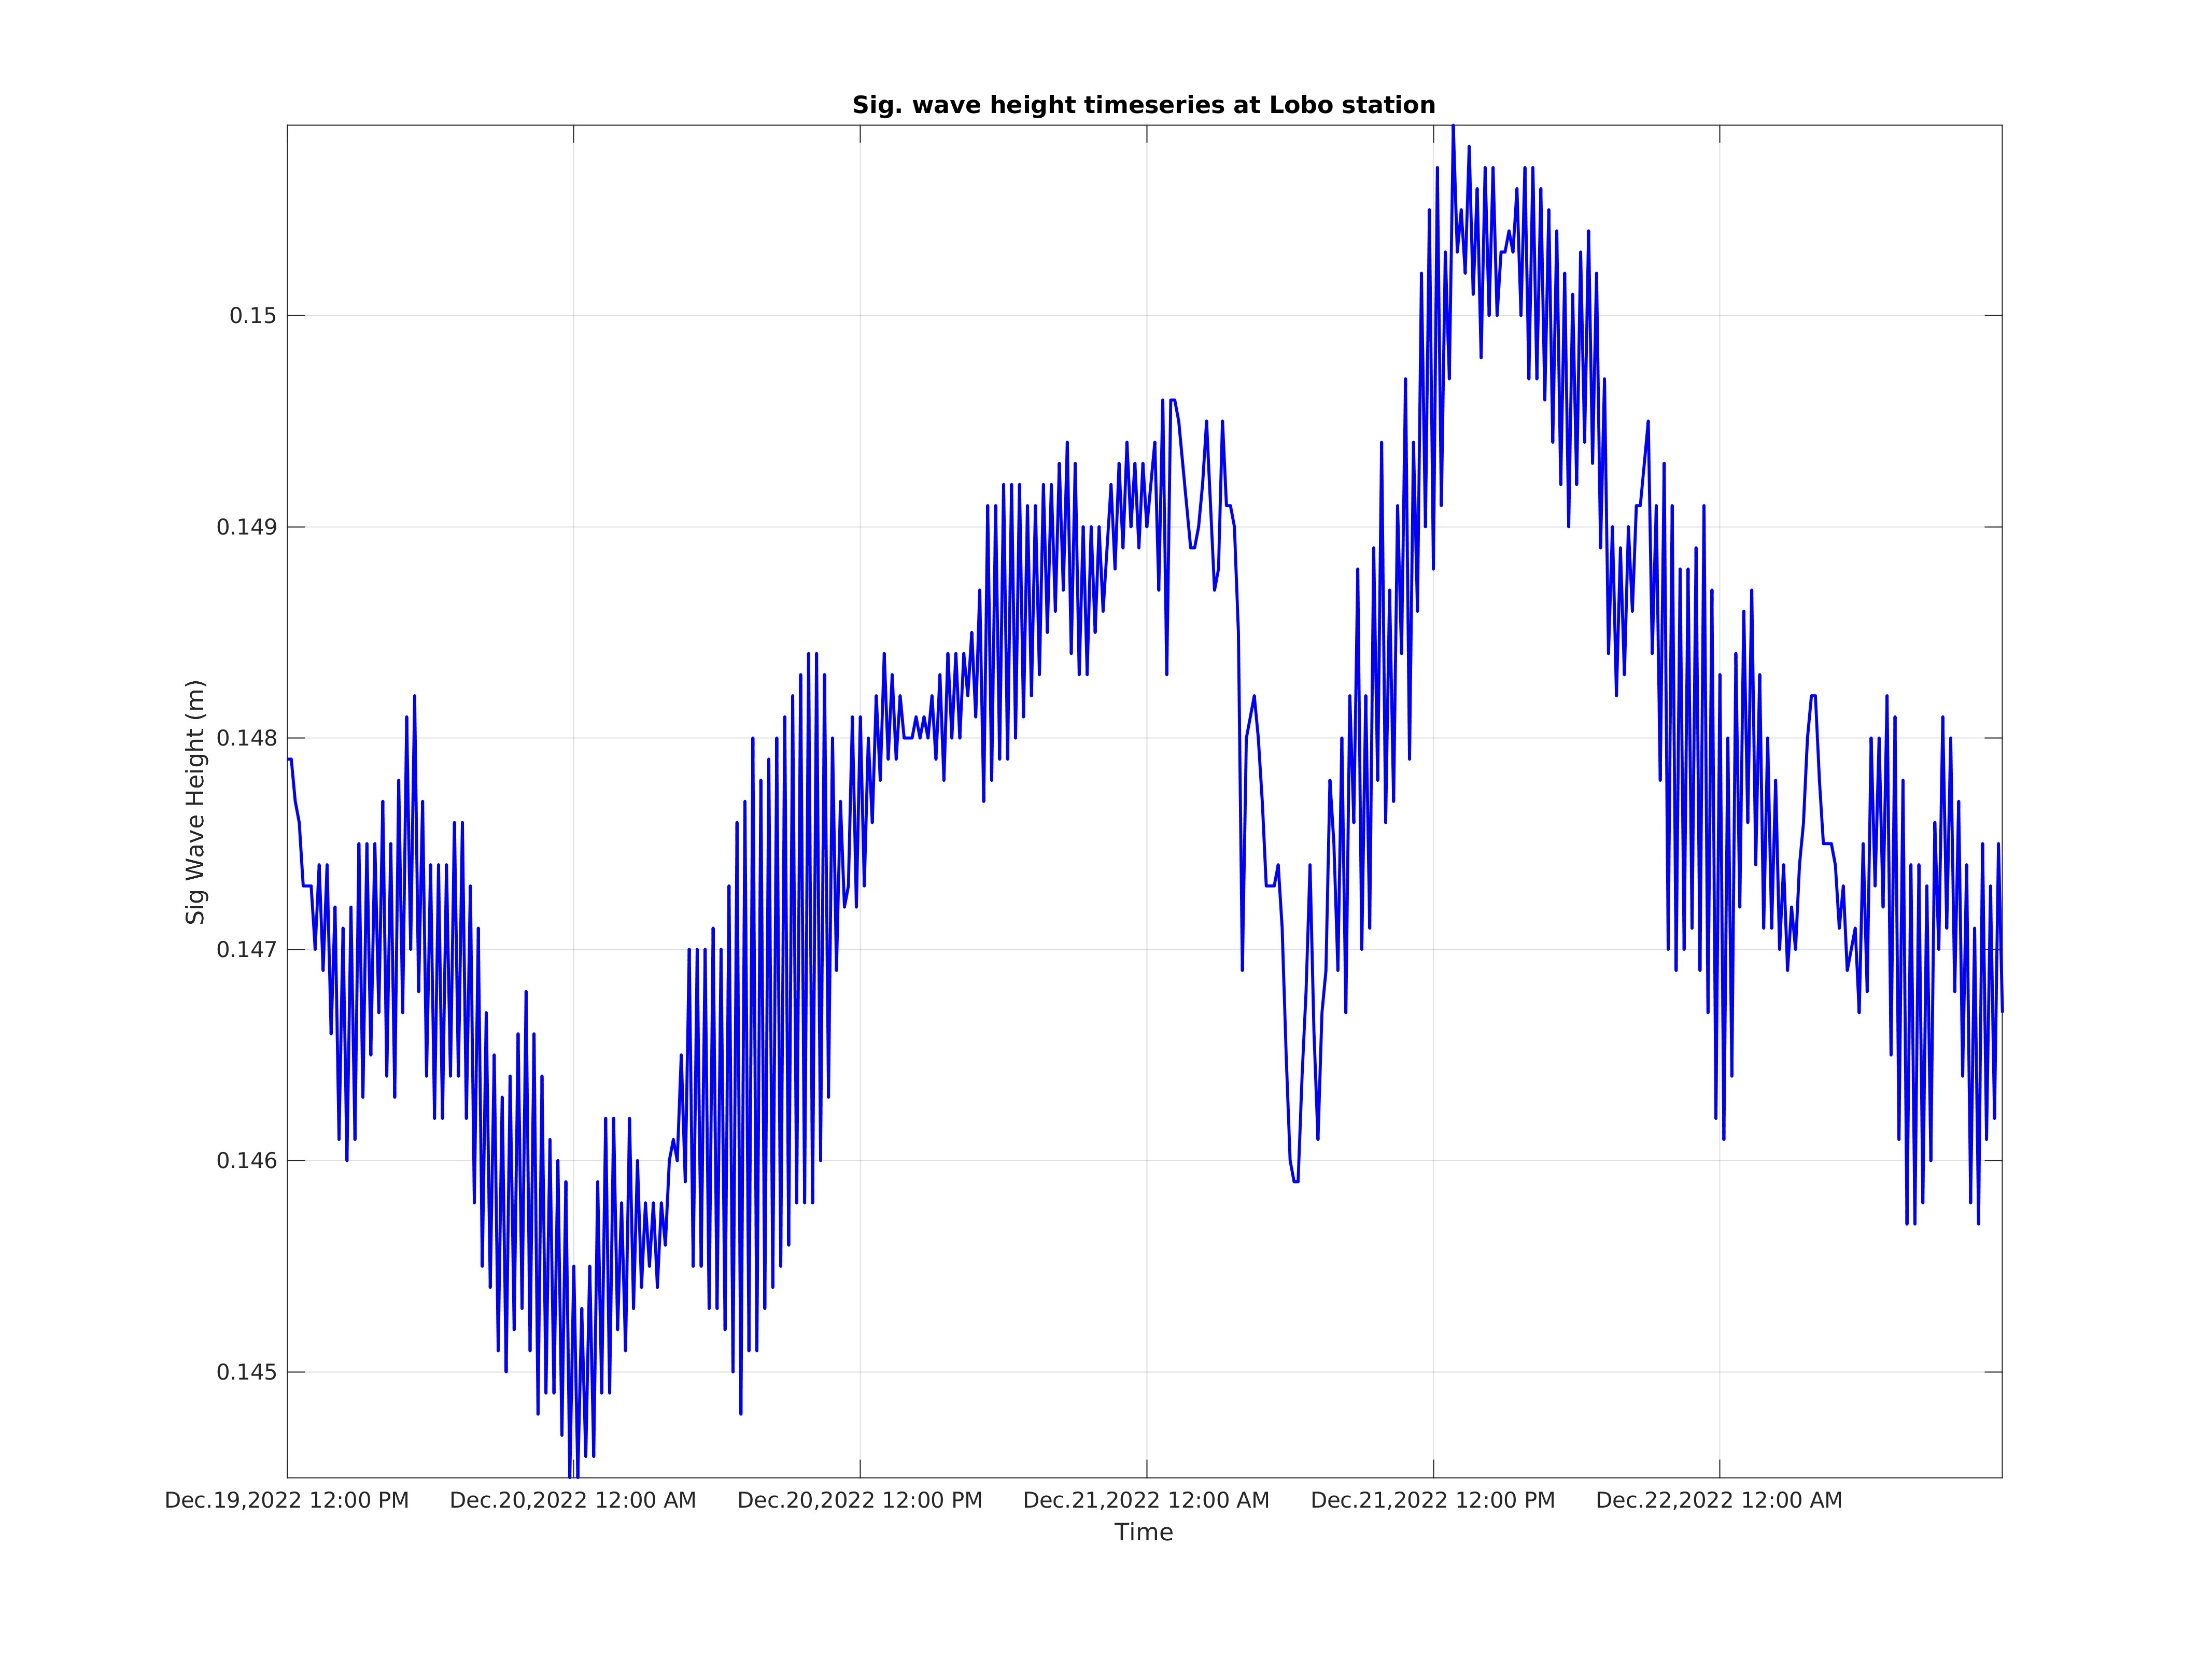 Sig. wave height timeseries at Lobo station
0.15
0.149
0.148
0.147
0.146
0.145
Sig Wave Height (m)
Dec.19,2022 12:00 PM Dec.20,2022 12:00 AM Dec.20,2022 12:00 PM Dec.21,2022 12:00 AM Dec.21,2022 12:00 PM Dec.22,2022 12:00 AM
Time